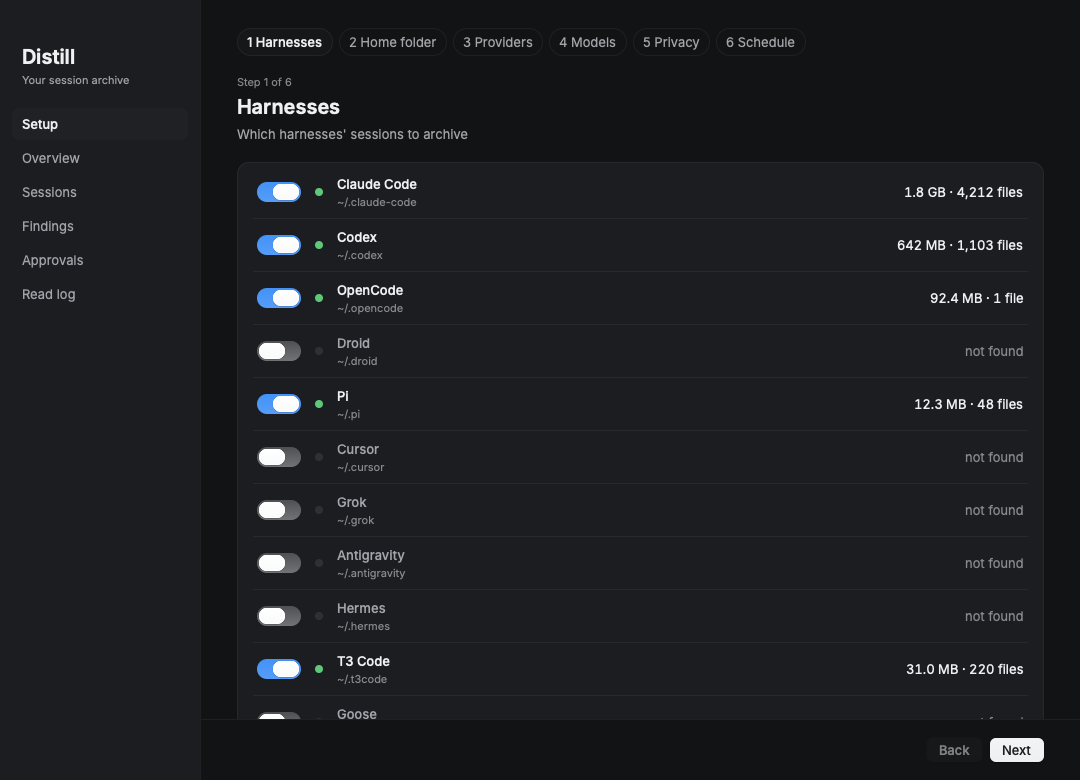 Distill
Your session archive
Setup
Overview
Sessions
Findings
Approvals
Read log
1 Harnesses
2 Home folder
3 Providers
4 Models
5 Privacy
6 Schedule
Step 1 of 6
Harnesses
Which harnesses' sessions to archive
Claude Code
~/.claude-code
1.8 GB · 4,212 files
Codex
~/.codex
642 MB · 1,103 files
OpenCode
~/.opencode
92.4 MB · 1 file
Droid
~/.droid
not found
Pi
~/.pi
12.3 MB · 48 files
Cursor
~/.cursor
not found
Grok
~/.grok
not found
Antigravity
~/.antigravity
not found
Hermes
~/.hermes
not found
T3 Code
~/.t3code
31.0 MB · 220 files
Goose
Back
Next